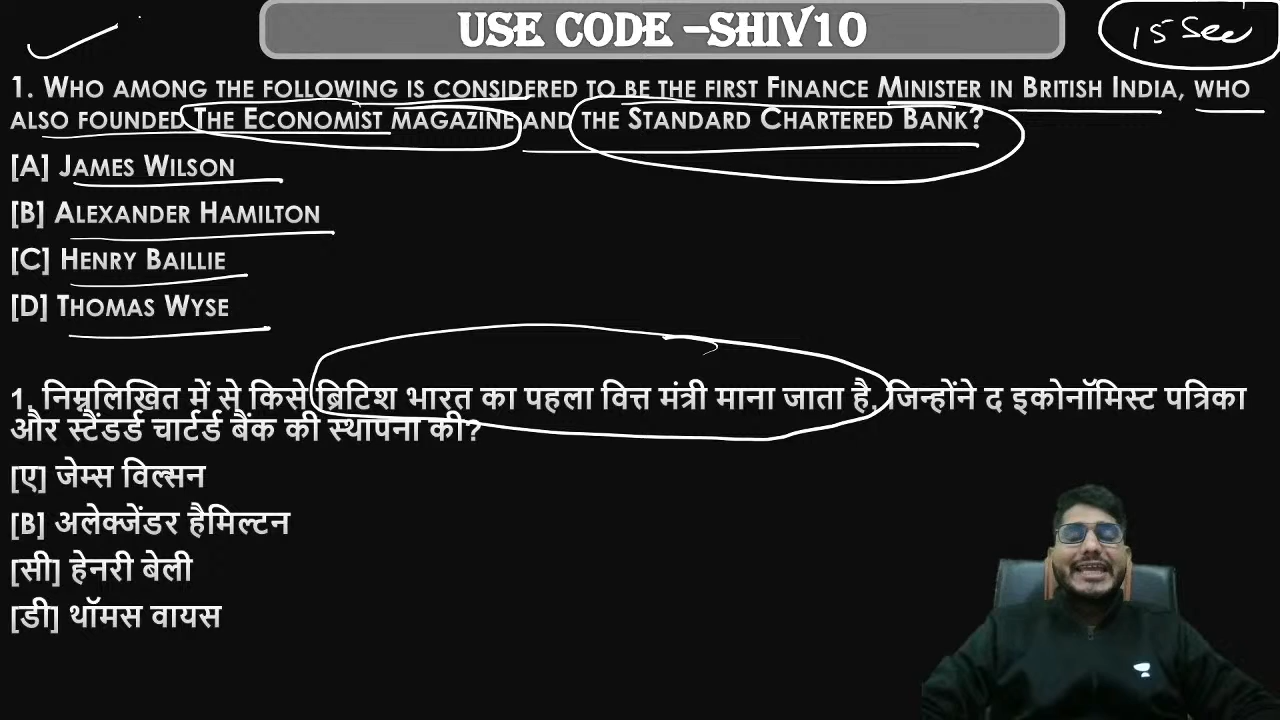 USE CODE –SHIV10
15 Sec
1. WHO AMONG THE FOLLOWING IS CONSIDERED TO BE THE FIRST FINANCE MINISTER IN BRITISH INDIA, WHO
ALSO FOUNDED THE ECONOMIST MAGAZINE AND THE STANDARD CHARTERED BANK?
[A] JAMES WILSON
[B] ALEXANDER HAMILTON
[C] HENRY BAILLIE
[D] THOMAS WYSE
1. निम्नलिखित में से किसे ब्रिटिश भारत का पहला वित्त मंत्री माना जाता है, जिन्होंने द इकोनॉमिस्ट पत्रिका
और स्टैंडर्ड चार्टर्ड बैंक की स्थापना की?
[ए] जेम्स विल्सन
[B] अलेक्जेंडर हैमिल्टन
[सी] हेनरी बेली
[डी] थॉमस वायस